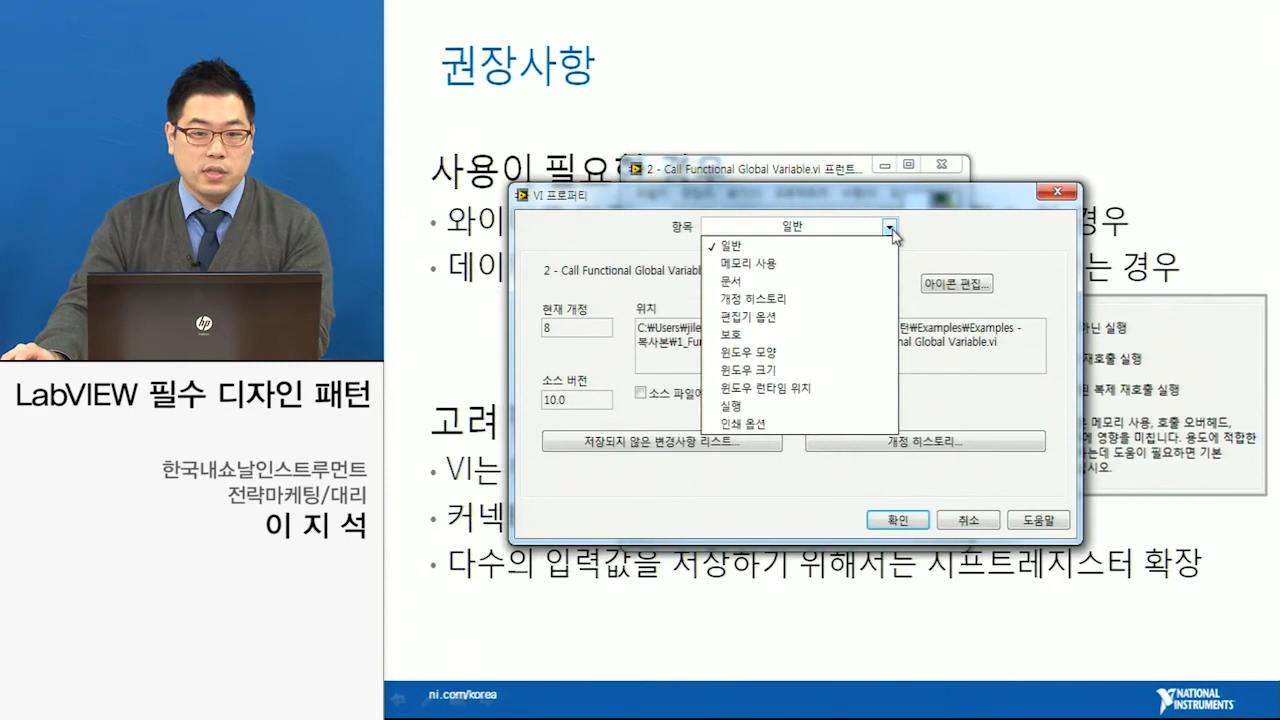 권장사항
사용이 필요
2 - Call Functional Global Variable.vi 프런트...
VI 프로퍼티
항목
일반
일반
메모리 사용
문서
개정 히스토리
편집기 옵션
보호
윈도우 모양
윈도우 크기
윈도우 런타임 위치
실행
인쇄 옵션
경우
는 경우
2 - Call Functional Global Variabl
아이콘 편집...
현재 개정
8
위치
C:₩Users₩jile
턴₩Examples₩Examples -
복사본₩1_Fu
nal Global Variable.vi
소스 버전
10.0
소스 파일에
저장되지 않은 변경사항 리스트...
개정 히스토리...
확인
취소
도움말
아닌 실행
재호출 실행
된 복제 재호출 실행
메모리 사용, 호출 오버헤드,
에 영향을 미칩니다. 용도에 적합한
하는데 도움이 필요하면 기본
시오.
고려
• VI는
• 커넥
• 다수의 입력값을 저장하기 위해서는 시프트레지스터 확장
hp
LabVIEW 필수 디자인 패턴
한국내쇼날인스트루먼트
전략마케팅/대리
이 지 석
ni.com/korea
NATIONAL
INSTRUMENTS